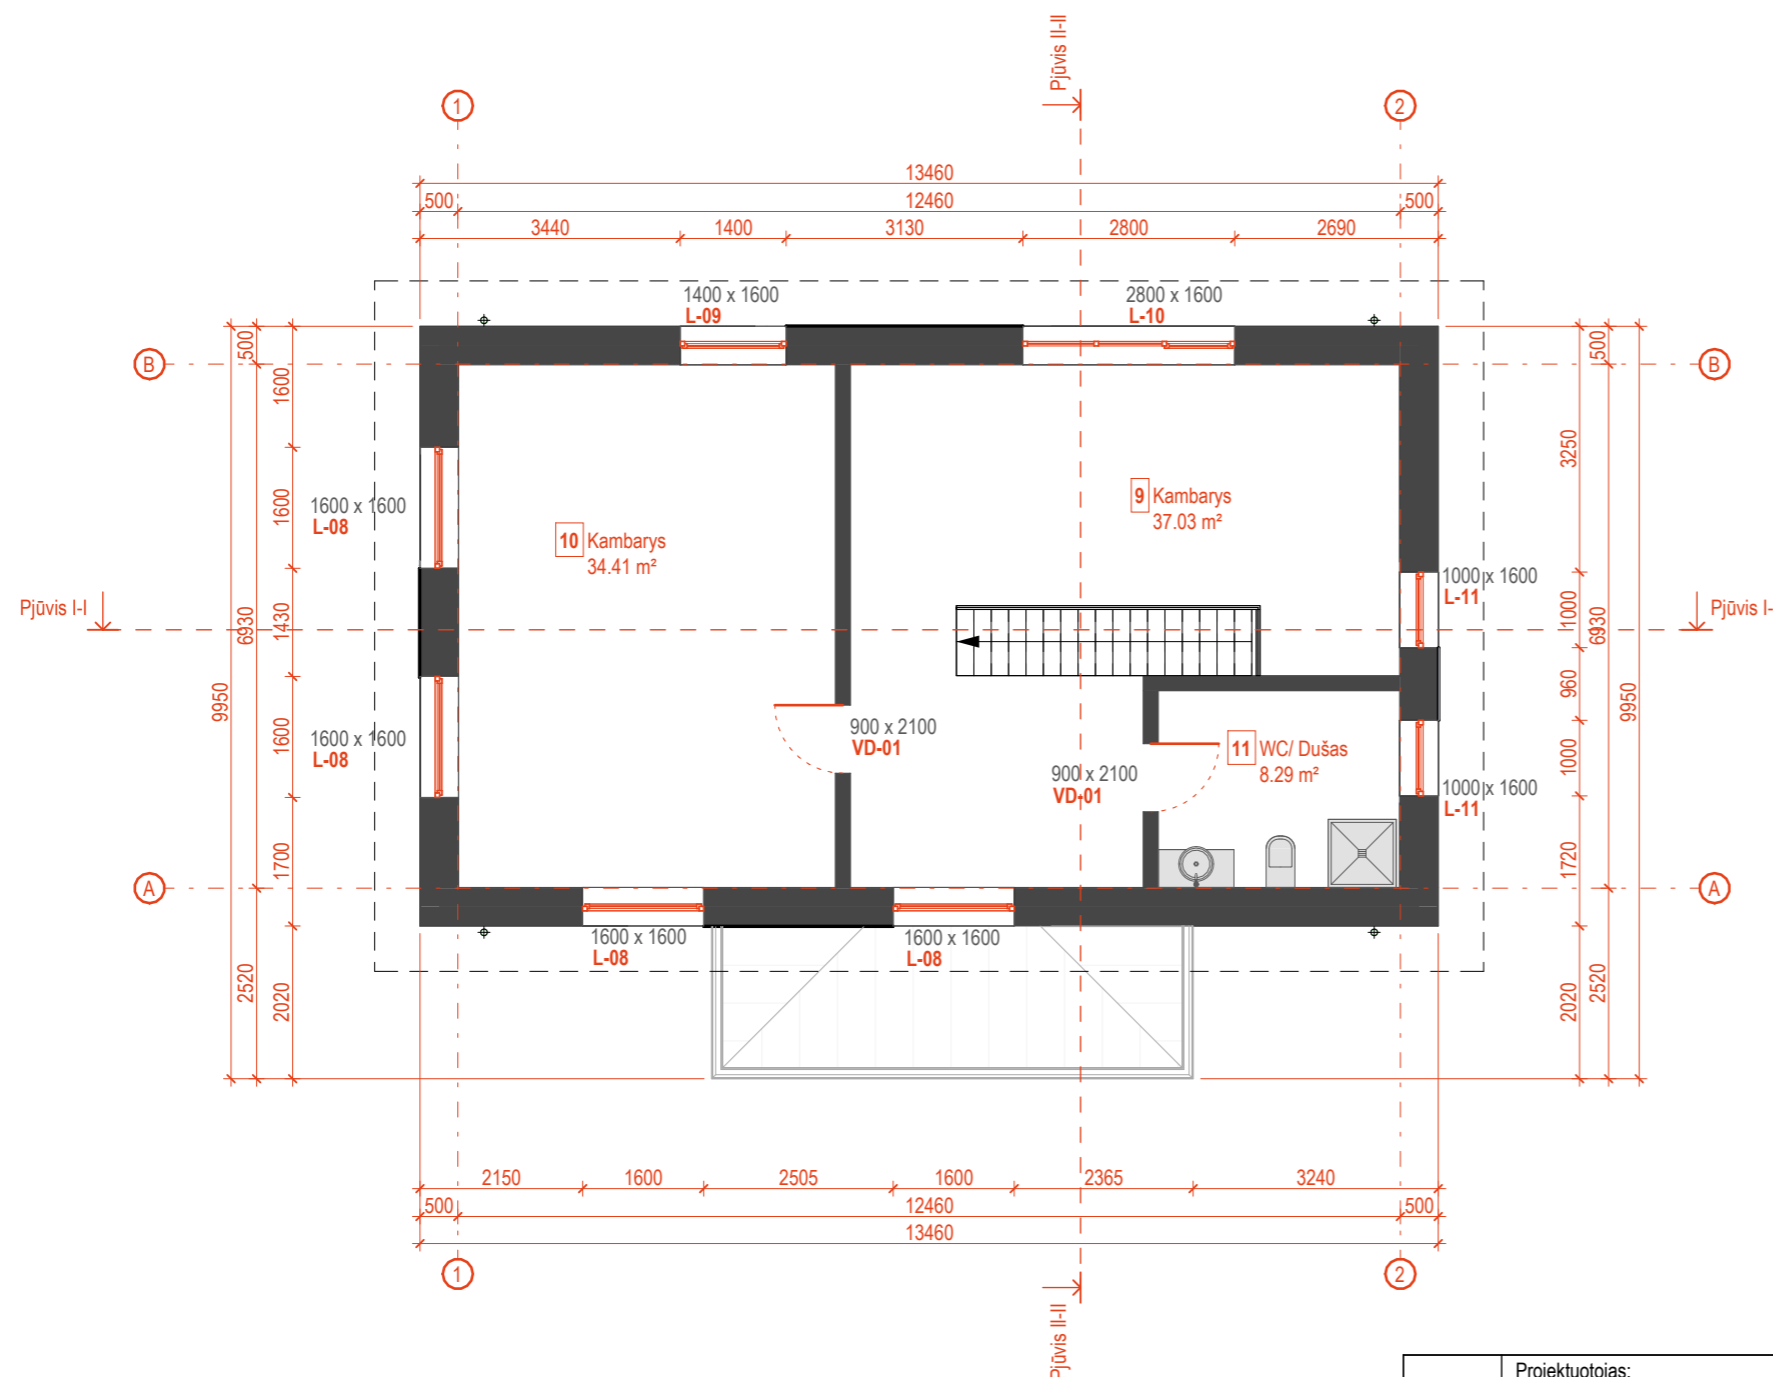 Pjūvis II-II
1
2
13460
500
12460
500
3440
1400
3130
2800
2690
1400 x 1600
L-09
2800 x 1600
L-10
B
B
500
1600
500
3250
9
Kambarys
37.03 m²
1600 x 1600
L-08
1600
10
Kambarys
34.41 m²
1000 x 1600
L-11
Pjūvis I-I
6930
1430
1000
6930
Pjūvis I-
9950
960
9950
1600 x 1600
L-08
1600
900 x 2100
VD-01
900 x 2100
VD-01
11
WC/ Dušas
8.29 m²
1000
1000 x 1600
L-11
1700
1720
A
A
1600 x 1600
L-08
1600 x 1600
L-08
2520
2020
2020
2520
2150
1600
2505
1600
2365
3240
500
12460
500
13460
1
2
Pjūvis II-II
Projektuotojas: